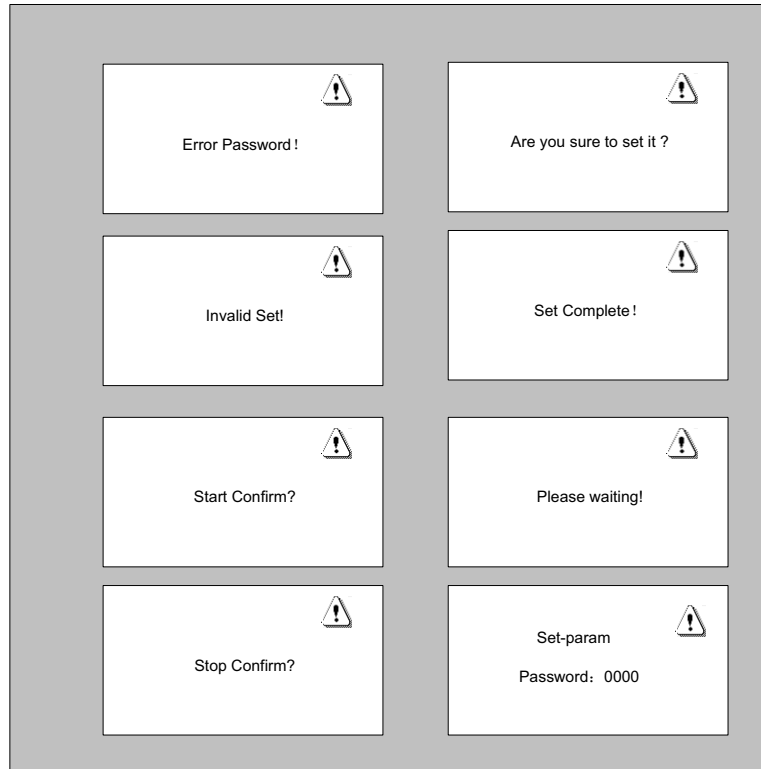 Error Password！
Are you sure to set it ?
Invalid Set!
Set Complete！
Start Confirm?
Please waiting!
Stop Confirm?
Set-param
Password：0000